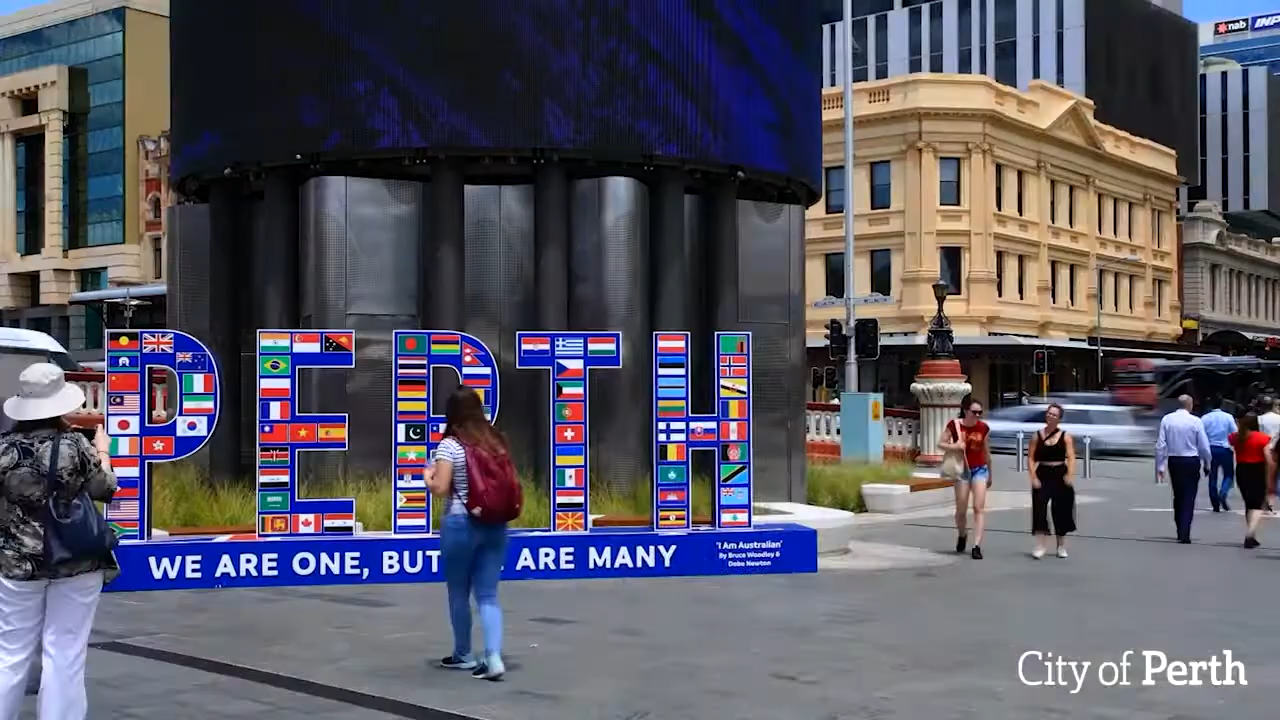 nab
PERTH
WE ARE ONE, BUT ARE MANY
'I Am Australian'
By Bruce Woodley &
Dobe Newton
City of Perth